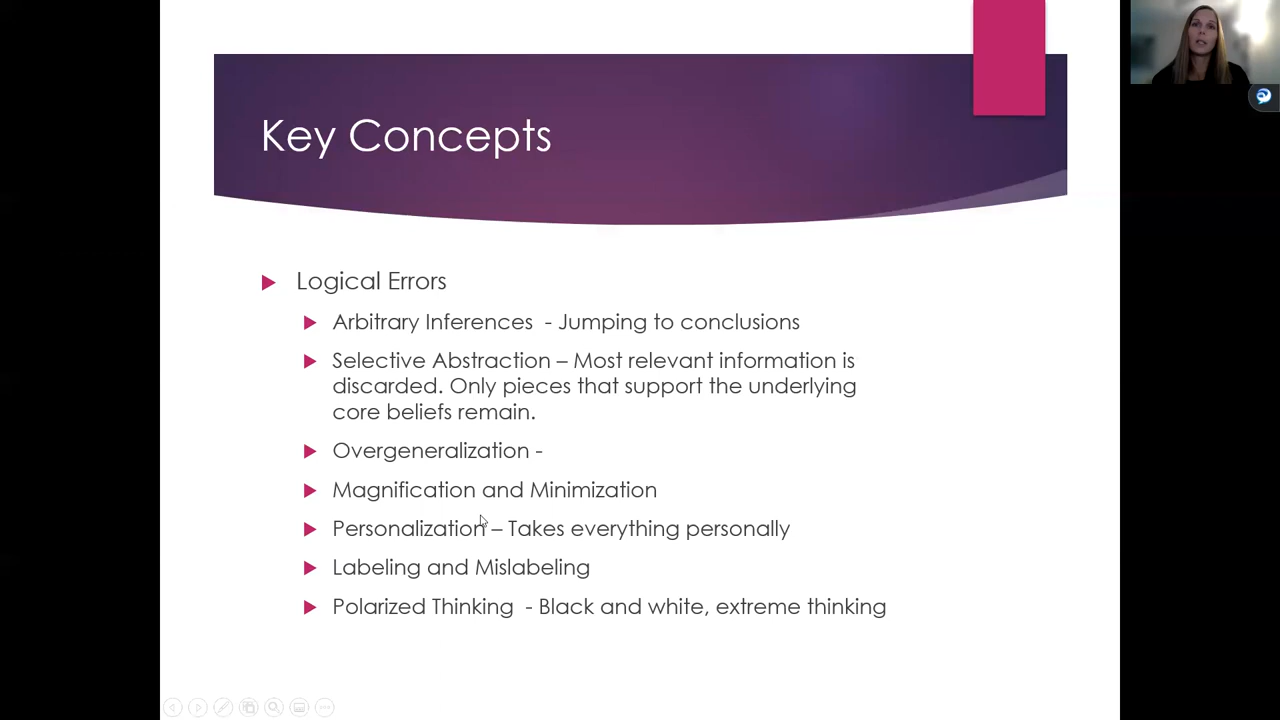 Key Concepts
Logical Errors
Arbitrary Inferences - Jumping to conclusions
Selective Abstraction – Most relevant information is
discarded. Only pieces that support the underlying
core beliefs remain.
Overgeneralization -
Magnification and Minimization
Personalization – Takes everything personally
Labeling and Mislabeling
Polarized Thinking - Black and white, extreme thinking